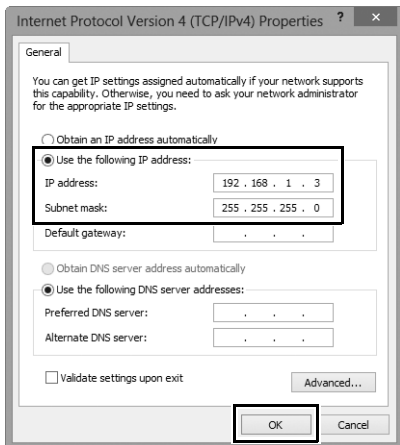 Internet Protocol Version 4 (TCP/IPv4) Properties ? ×
General
You can get IP settings assigned automatically if your network supports
this capability. Otherwise, you need to ask your network administrator
for the appropriate IP settings.
Obtain an IP address automatically
Use the following IP address:
IP address: 192 . 168 . 1 . 3
Subnet mask: 255 . 255 . 255 . 0
Default gateway: . . .
Obtain DNS server address automatically
Use the following DNS server addresses:
Preferred DNS server: . . .
Alternate DNS server: . . .
Validate settings upon exit
Advanced...
OK Cancel